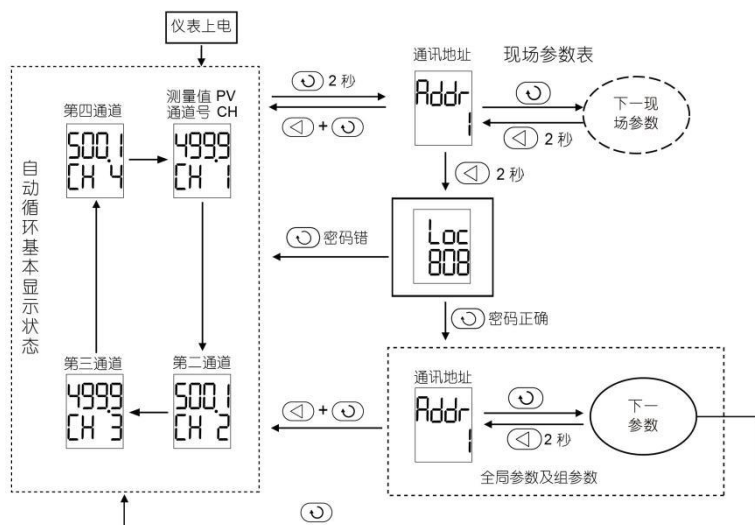 仪表上电
通讯地址
现场参数表
2 秒
+
Addr
1
下一现
场参数
2 秒
2 秒
第四通道
测量值 PV
通道号 CH
500.1
CH 4
499.9
CH 1
自动循环基本显示状态
Loc
808
密码错
密码正确
第三通道
第二通道
499.9
CH 3
500.1
CH 2
+
通讯地址
Addr
1
2 秒
下一
参数
全局参数及组参数